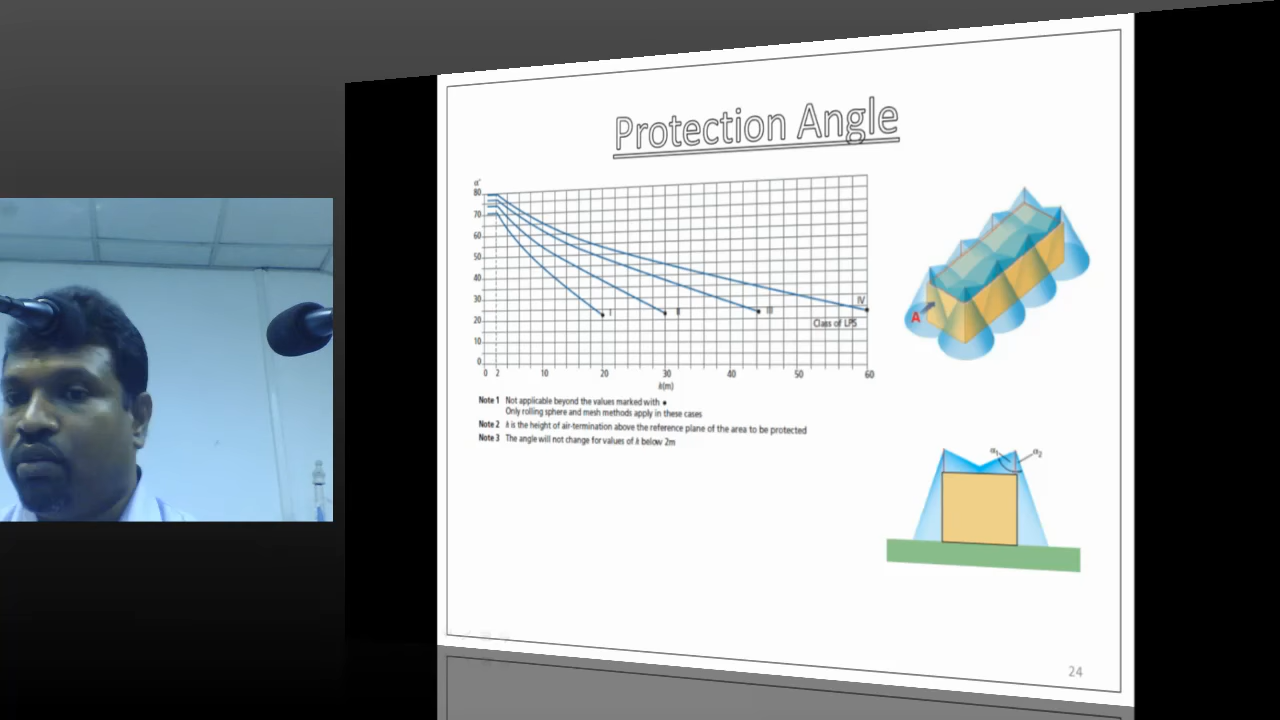 Protection Angle
α°
80
70
60
50
40
30
20
10
0
I
II
III
IV
Class of LPS
0 2 10 20 30 40 50 60
h(m)
Note 1 Not applicable beyond the values marked with •
Only rolling sphere and mesh methods apply in these cases
Note 2 h is the height of air-termination above the reference plane of the area to be protected
Note 3 The angle will not change for values of h below 2m
A
α1 α2
24